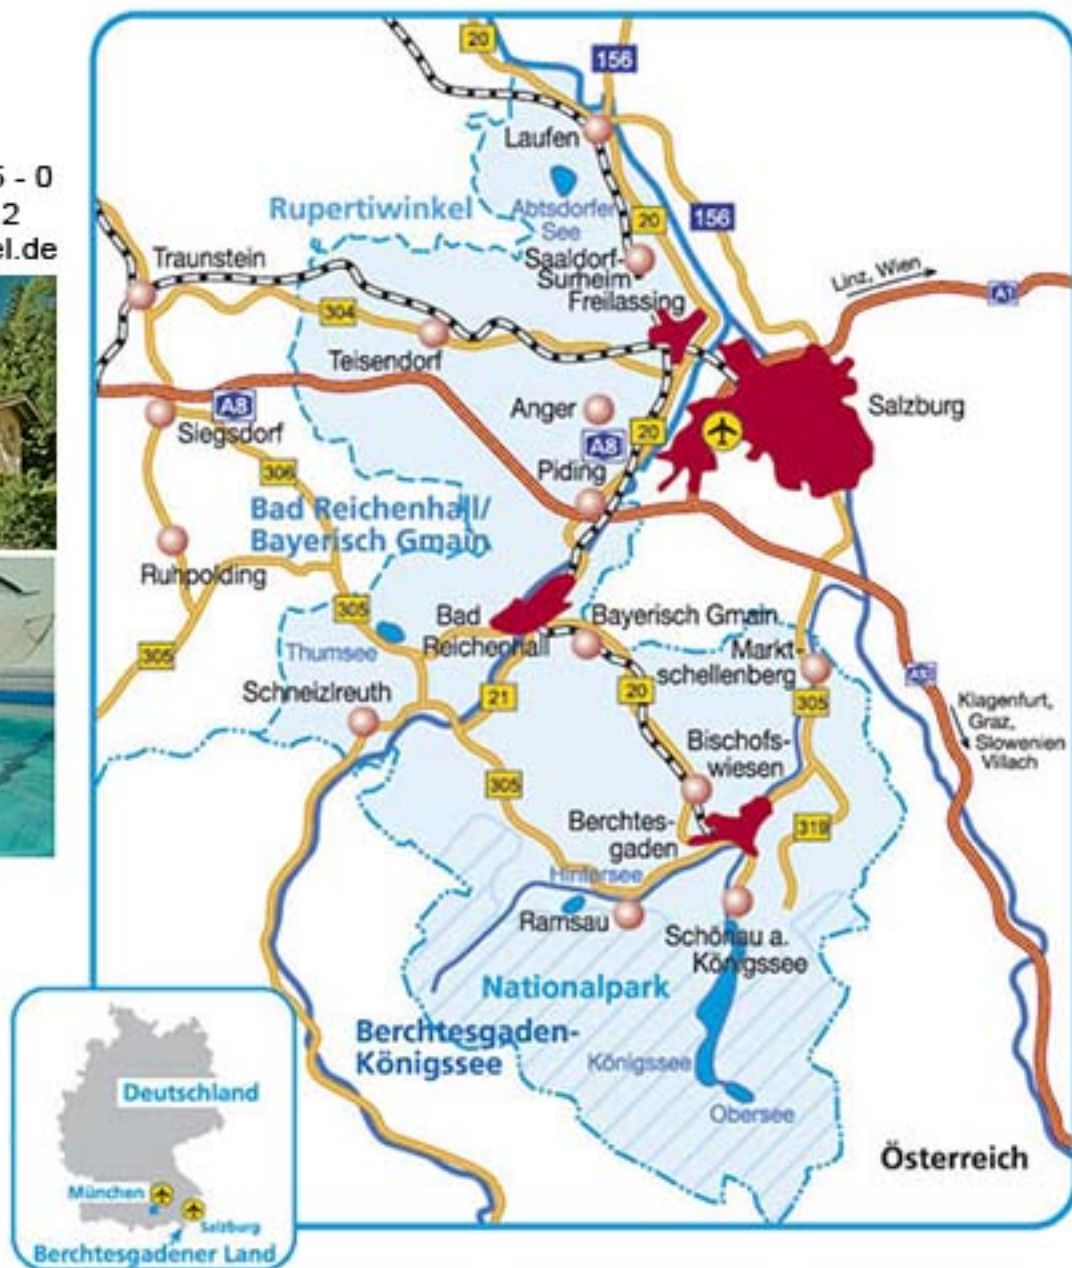 5 - 0
2
el.de
20
156
Laufen
Rupertiwinkel
Abtsdorfer
See
20
156
Traunstein
Saaldorf-
Surheim
Freilassing
Linz, Wien
A1
304
Teisendorf
A8
Anger
20
Salzburg
Siegsdorf
A8
306
Piding
Bad Reichenhall/
Bayerisch Gmain
Ruhpolding
305
Bad
Reichenhall
Bayerisch Gmain
305
Thumsee
Markt-
schellenberg
Schneizlreuth
21
20
305
Klagenfurt,
Graz,
Slowenien
Villach
Bischofs-
wiesen
305
Berchtes-
gaden
319
Hintersee
Ramsau
Schönau a.
Königssee
Nationalpark
Berchtesgaden-
Königssee
Königssee
Obersee
Österreich
Deutschland
München
Salzburg
Berchtesgadener Land